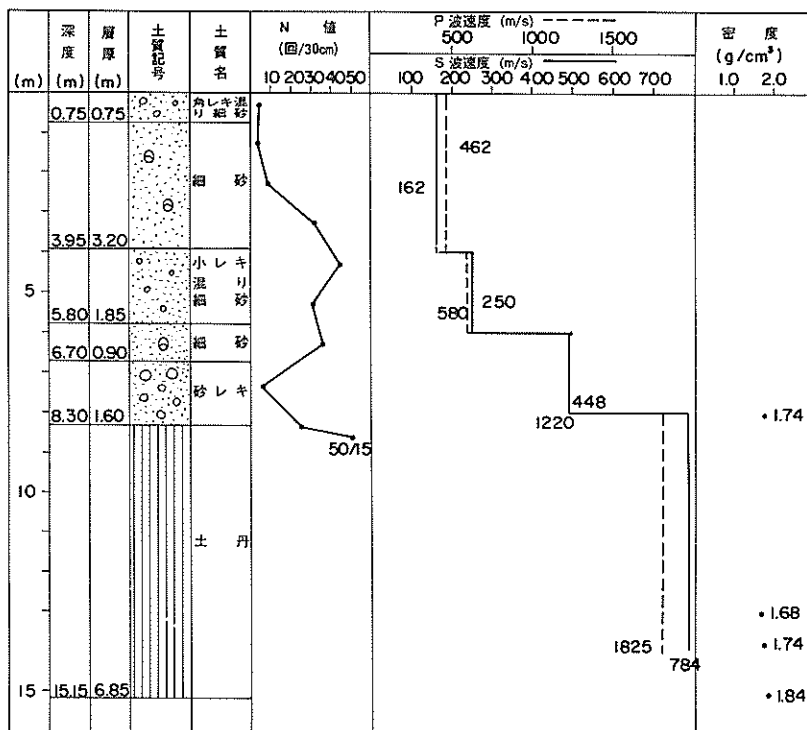 深度 (m)
層厚 (m)
土質記号
土質名
N 値
(回/30cm)
10 20 30 40 50
P 波速度 (m/s)
500 1000 1500
S 波速度 (m/s)
100 200 300 400 500 600 700
密度
(g/cm³)
1.0 2.0
(m)
0.75 0.75
角レキ混
り細砂
462
162
細砂
3.95 3.20
小レキ
混り
細砂
5
580
250
5.80 1.85
細砂
6.70 0.90
砂レキ
448
1220
1.74
8.30 1.60
50/15
10
土丹
1.68
1825
1.74
784
15
15.15 6.85
1.84